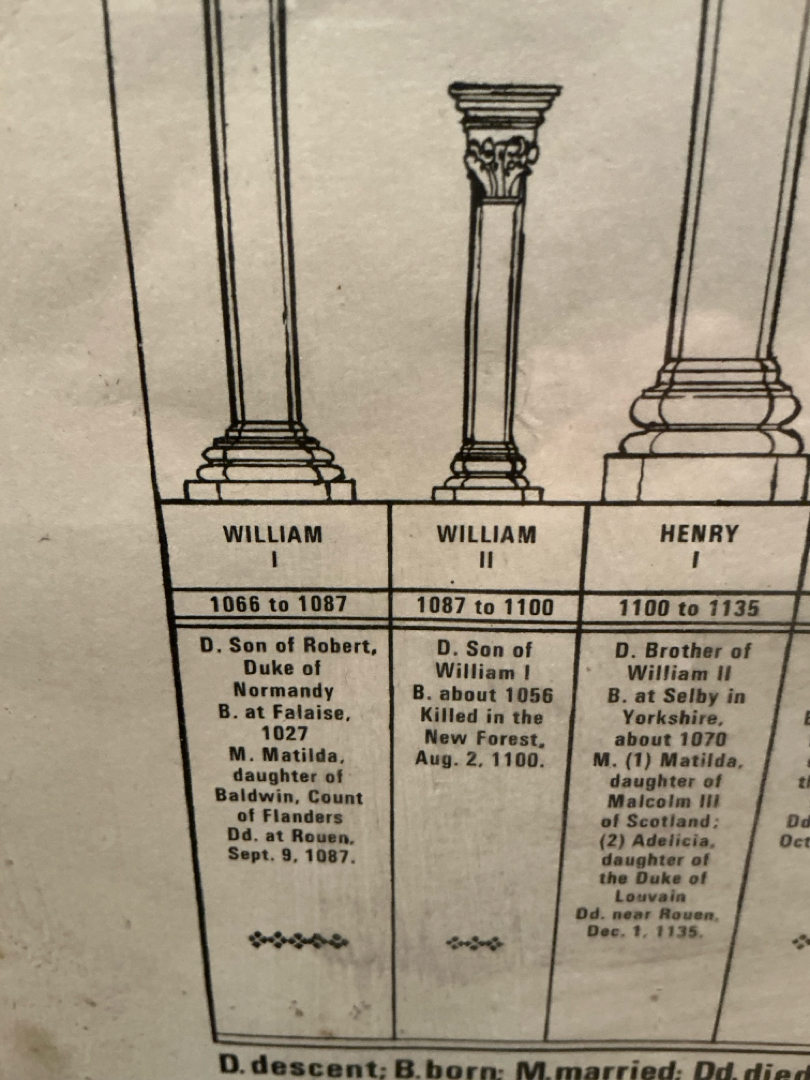 WILLIAM
I
1066 to 1087
D. Son of Robert,
Duke of
Normandy
B. at Falaise,
1027
M. Matilda,
daughter of
Baldwin, Count
of Flanders
Dd. at Rouen,
Sept. 9, 1087.
WILLIAM
II
1087 to 1100
D. Son of
William I
B. about 1056
Killed in the
New Forest,
Aug. 2, 1100.
HENRY
I
1100 to 1135
D. Brother of
William II
B. at Selby in
Yorkshire,
about 1070
M. (1) Matilda,
daughter of
Malcolm III
of Scotland;
(2) Adelicia,
daughter of
the Duke of
Louvain
Dd. near Rouen,
Dec. 1, 1135.
Dd
Oct
D. descent; B. born; M. married; Dd. died